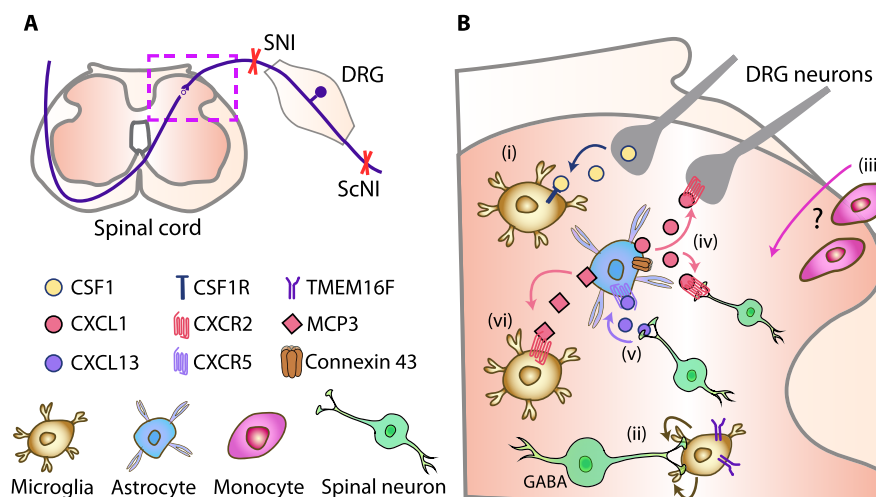 A
SNI
DRG
ScNI
Spinal cord
CSF1
CSF1R
TMEM16F
CXCL1
CXCR2
MCP3
CXCL13
CXCR5
Connexin 43
Microglia
Astrocyte
Monocyte
Spinal neuron
B
DRG neurons
(i)
(iii
?
(iv)
(vi)
(v)
(ii)
GABA